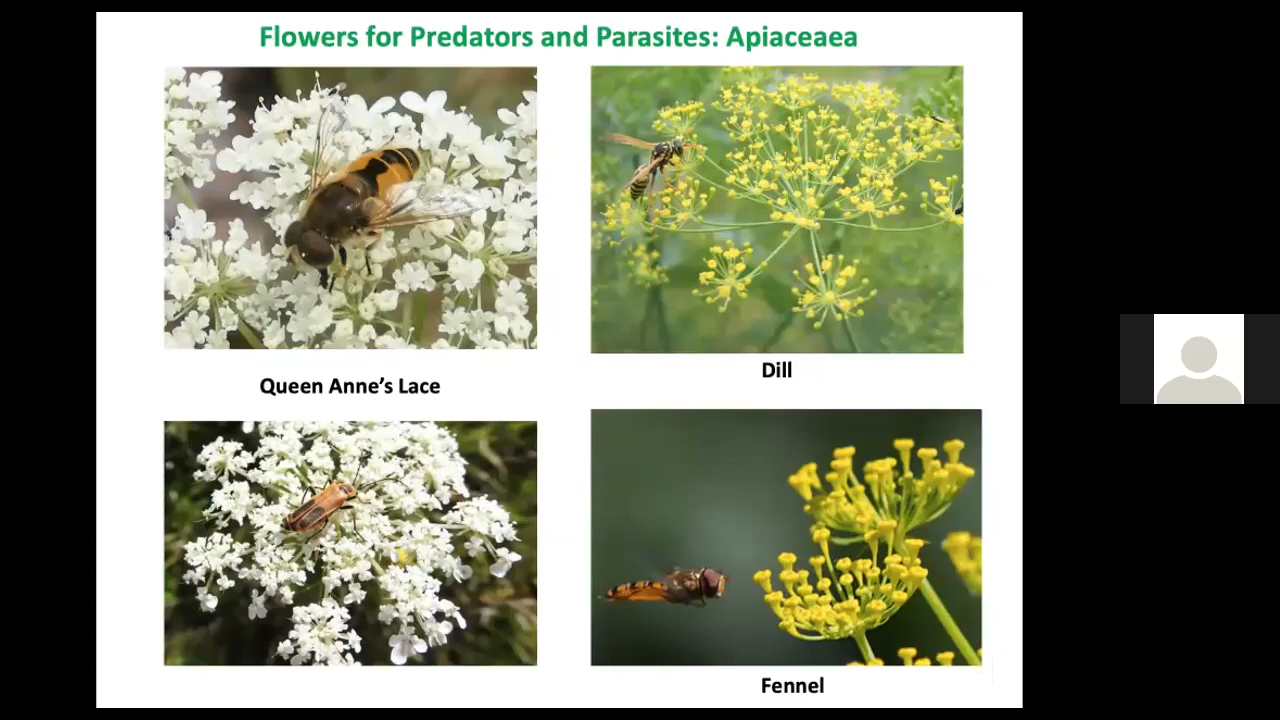 Flowers for Predators and Parasites: Apiaceaea
Queen Anne’s Lace
Dill
Fennel